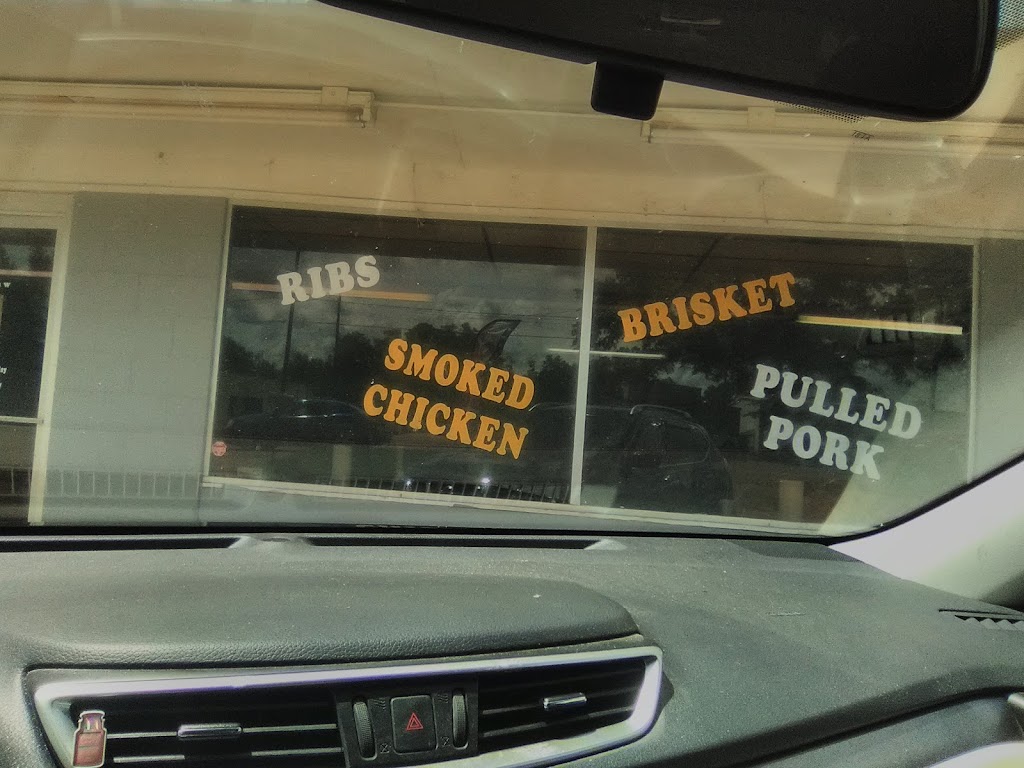 RIBS
SMOKED
CHICKEN
BRISKET
PULLED
PORK